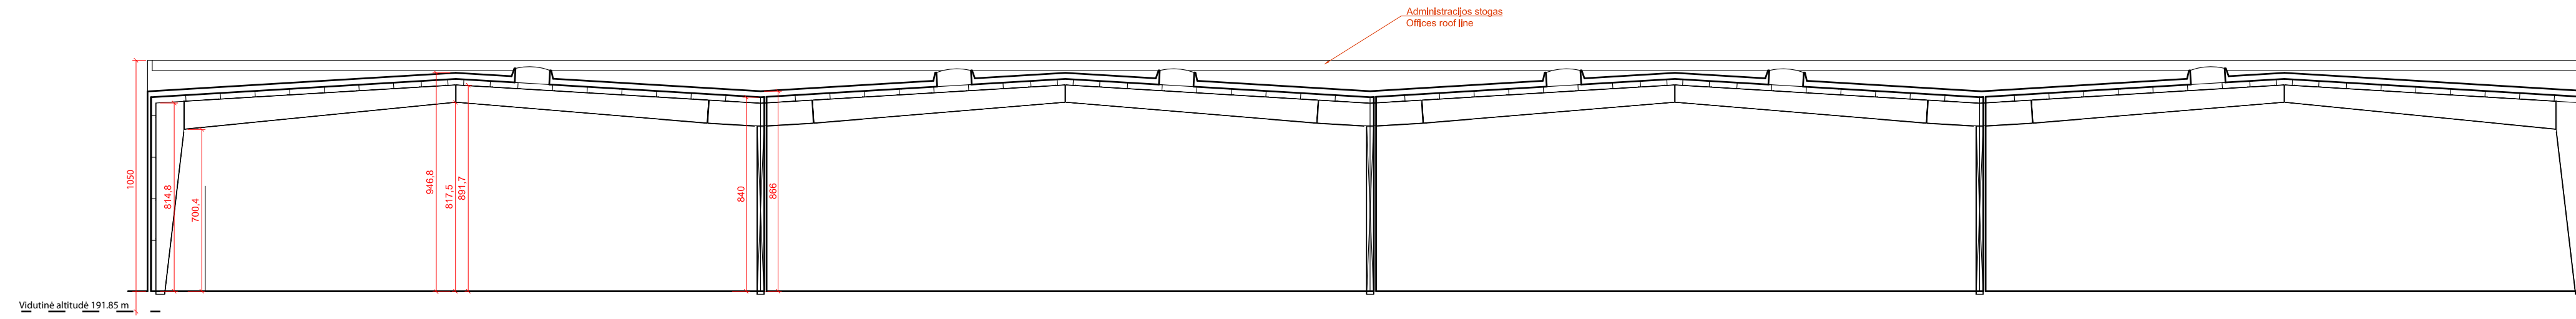 Administracijos stogas
Offices roof line
1050
814,8
700,4
946,8
817,5
891,7
840
866
Vidutinė altitudė 191.85 m